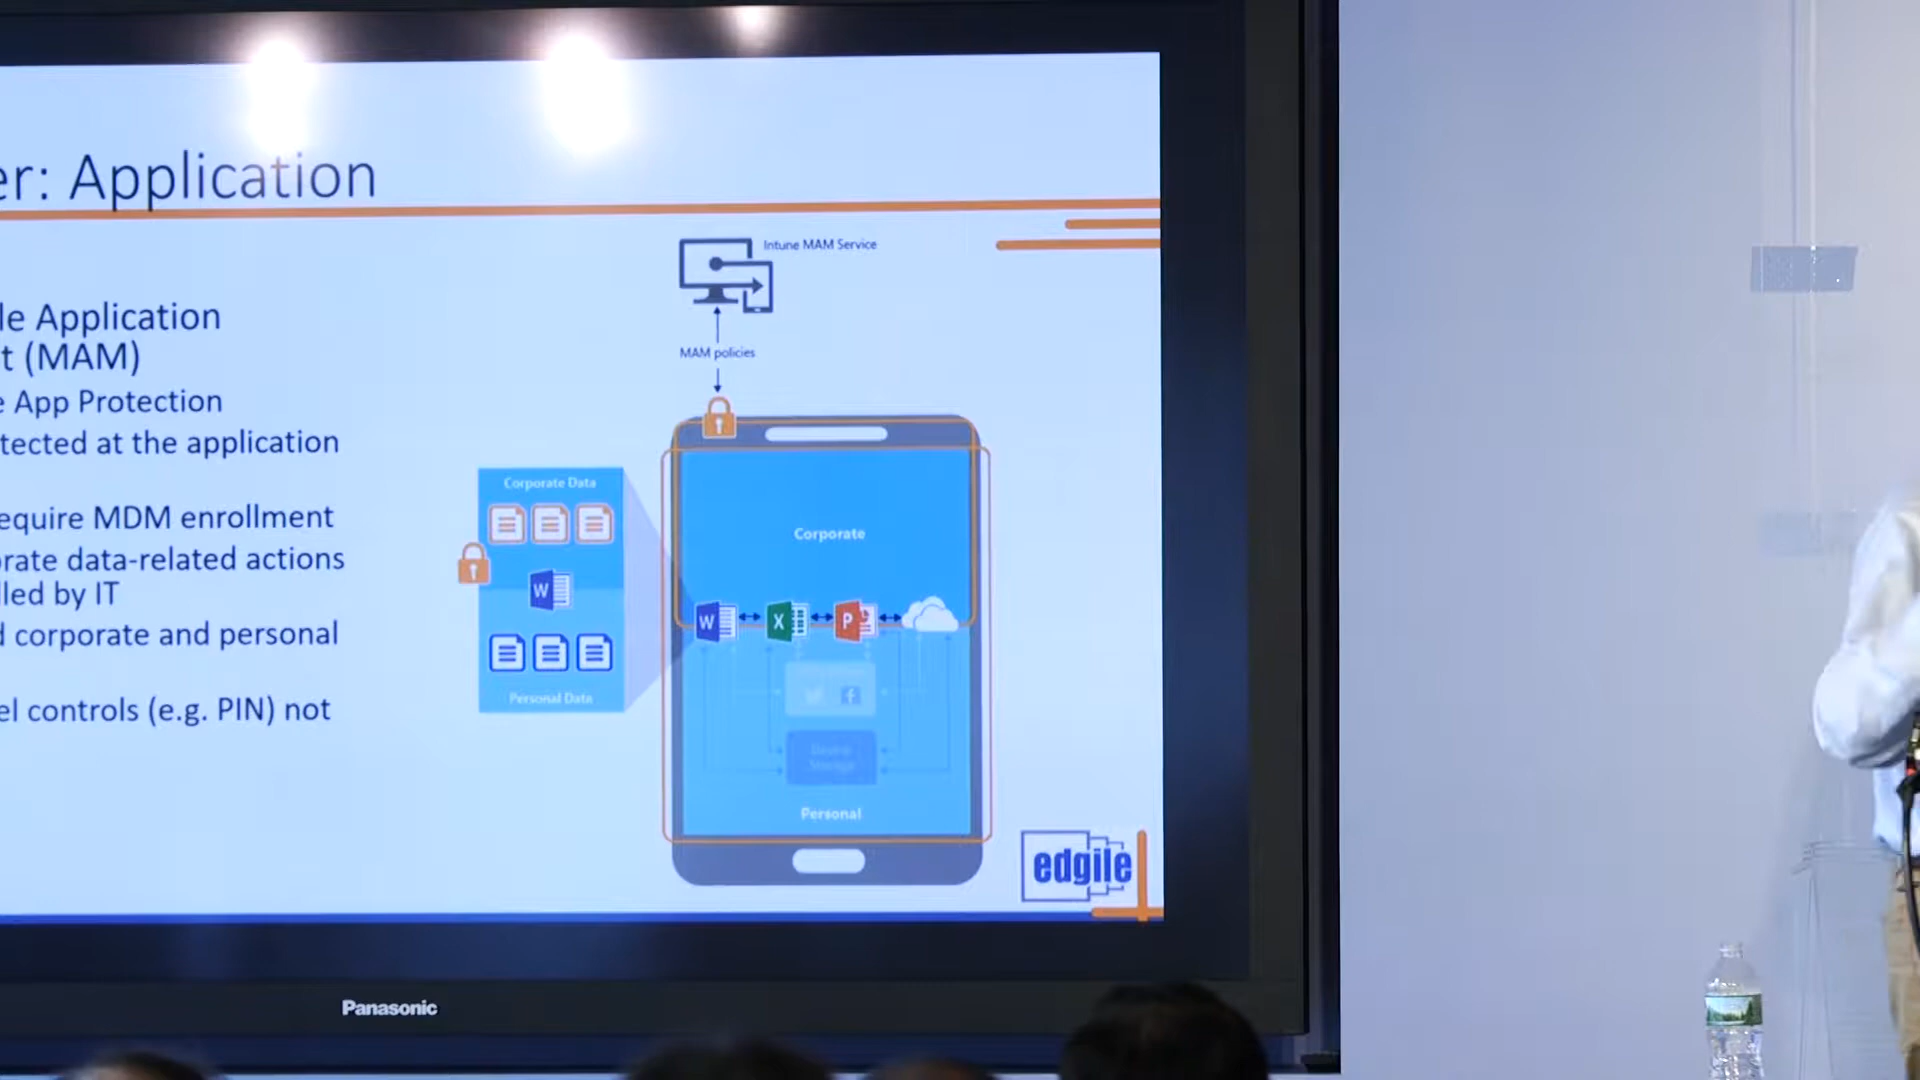 er: Application
le Application
t (MAM)
e App Protection
tected at the application
equire MDM enrollment
rate data-related actions
lled by IT
d corporate and personal
el controls (e.g. PIN) not
Intune MAM Service
MAM policies
Corporate Data
W
Personal Data
Corporate
W
X
P
f
Device
Storage
Personal
edgile
Panasonic